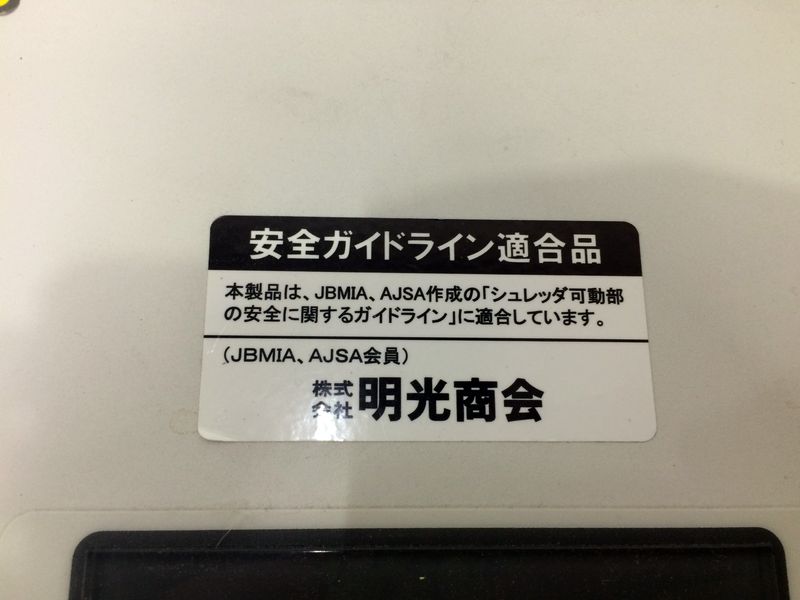 安全ガイドライン適合品
本製品は、JBMIA、AJSA作成の「シュレッダ可動部
の安全に関するガイドライン」に適合しています。
（JBMIA、AJSA会員）
株式会社明光商会